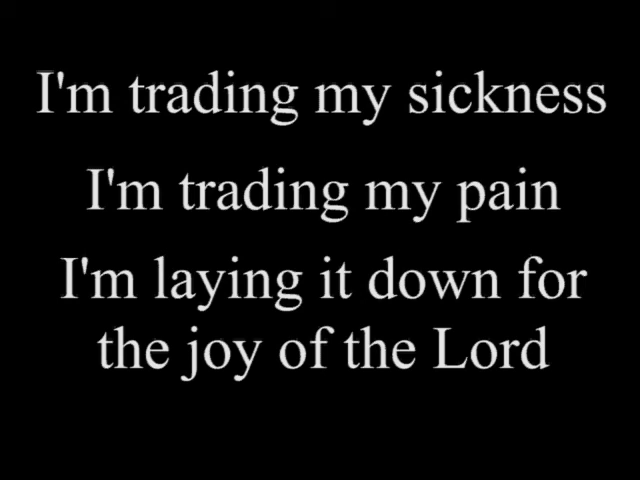 I'm trading my sickness
I'm trading my pain
I'm laying it down for
the joy of the Lord